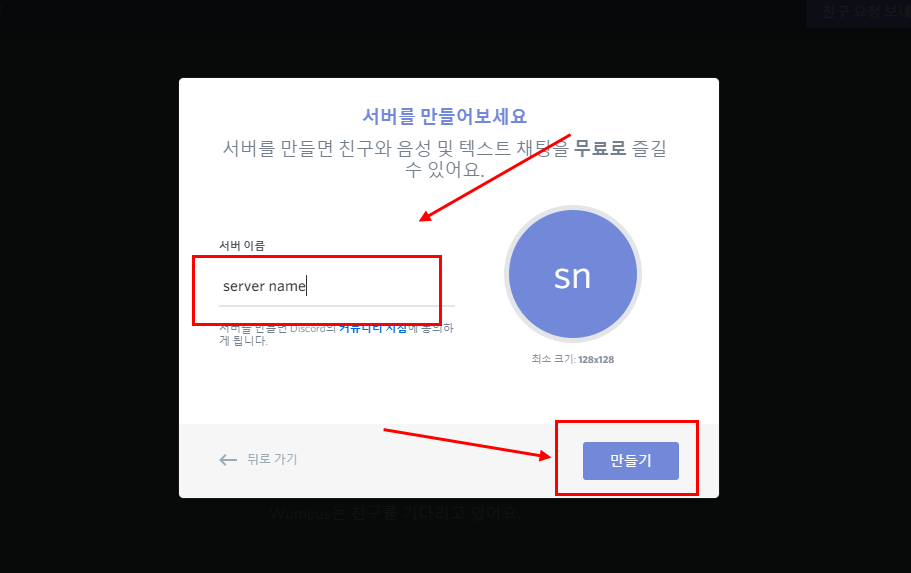 친구 요청 보내
서버를 만들어보세요
서버를 만들면 친구와 음성 및 텍스트 채팅을 무료로 즐길
수 있어요.
서버 이름
server name
sn
서버를 만들면 Discord의 커뮤니티 지침에 동의하
게 됩니다.
최소 크기: 128x128
뒤로 가기
만들기
Wumpus는 친구를 기다리고 있어요.